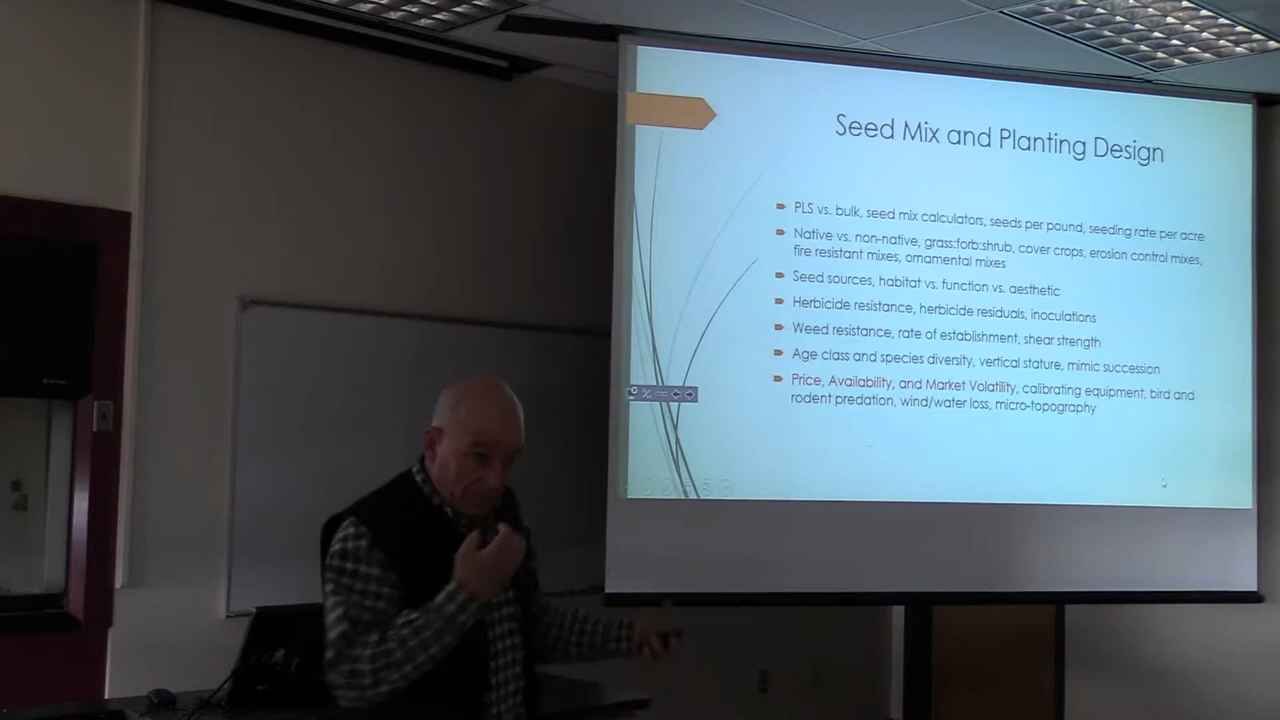 Seed Mix and Planting Design
PLS vs. bulk, seed mix calculators, seeds per pound, seeding rate per acre
Native vs. non-native, grass:forb:shrub, cover crops, erosion control mixes,
fire resistant mixes, ornamental mixes
Seed sources, habitat vs. function vs. aesthetic
Herbicide resistance, herbicide residuals, inoculations
Weed resistance, rate of establishment, shear strength
Age class and species diversity, vertical stature, mimic succession
Price, Availability, and Market Volatility, calibrating equipment, bird and
rodent predation, wind/water loss, micro-topography